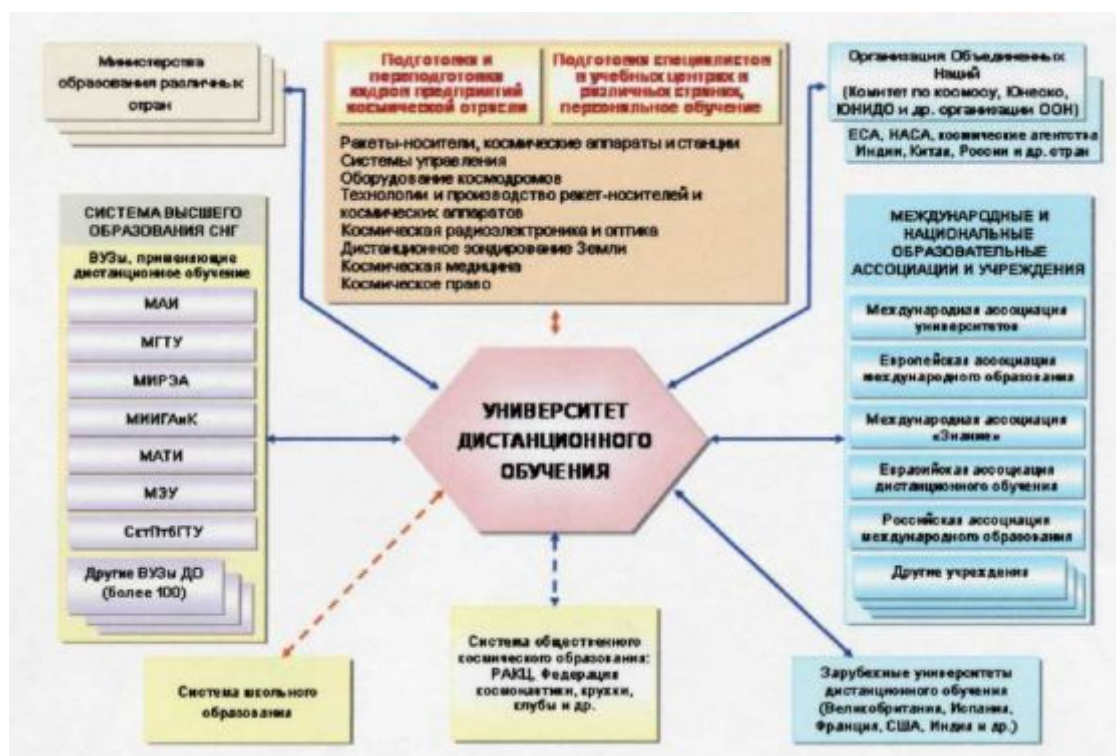 Министерства
образования различных
стран
Подготовка и
переподготовка
кадров предприятий
космической отрасли
Подготовка специалистов
в учебных центрах в
различных странах,
персональное обучение
Ракеты-носители, космические аппараты и станции
Системы управления
Оборудование космодромов
Технологии и производство ракет-носителей и
космических аппаратов
Космическая радиоэлектроника и оптика
Дистанционное зондирование Земли
Космическая медицина
Космическое право
Организация Объединенных
Наций
(Комитет по космосу, Юнеско,
ЮНИДО и др. организации ООН)
ЕСА, НАСА, космические агентства
Индии, Китая, России и др. стран
СИСТЕМА ВЫСШЕГО
ОБРАЗОВАНИЯ СНГ
ВУЗы, применяющие
дистанционное обучение
МАИ
МГТУ
МИРЭА
МИИГАиК
МАТИ
МЭУ
СктПтбГТУ
Другие ВУЗы ДО
(более 100)
УНИВЕРСИТЕТ
ДИСТАНЦИОННОГО
ОБУЧЕНИЯ
МЕЖДУНАРОДНЫЕ И
НАЦИОНАЛЬНЫЕ
ОБРАЗОВАТЕЛЬНЫЕ
АССОЦИАЦИИ И УЧРЕЖДЕНИЯ
Международная ассоциация
университетов
Европейская ассоциация
международного образования
Международная ассоциация
«Знание»
Евразийская ассоциация
дистанционного обучения
Российская ассоциация
международного образования
Другие учреждения
Система школьного
образования
Система общественного
космического образования:
РАКЦ, Федерация
космонавтики, кружки,
клубы и др.
Зарубежные университеты
дистанционного обучения
(Великобритания, Испания,
Франция, США, Индия и др.)